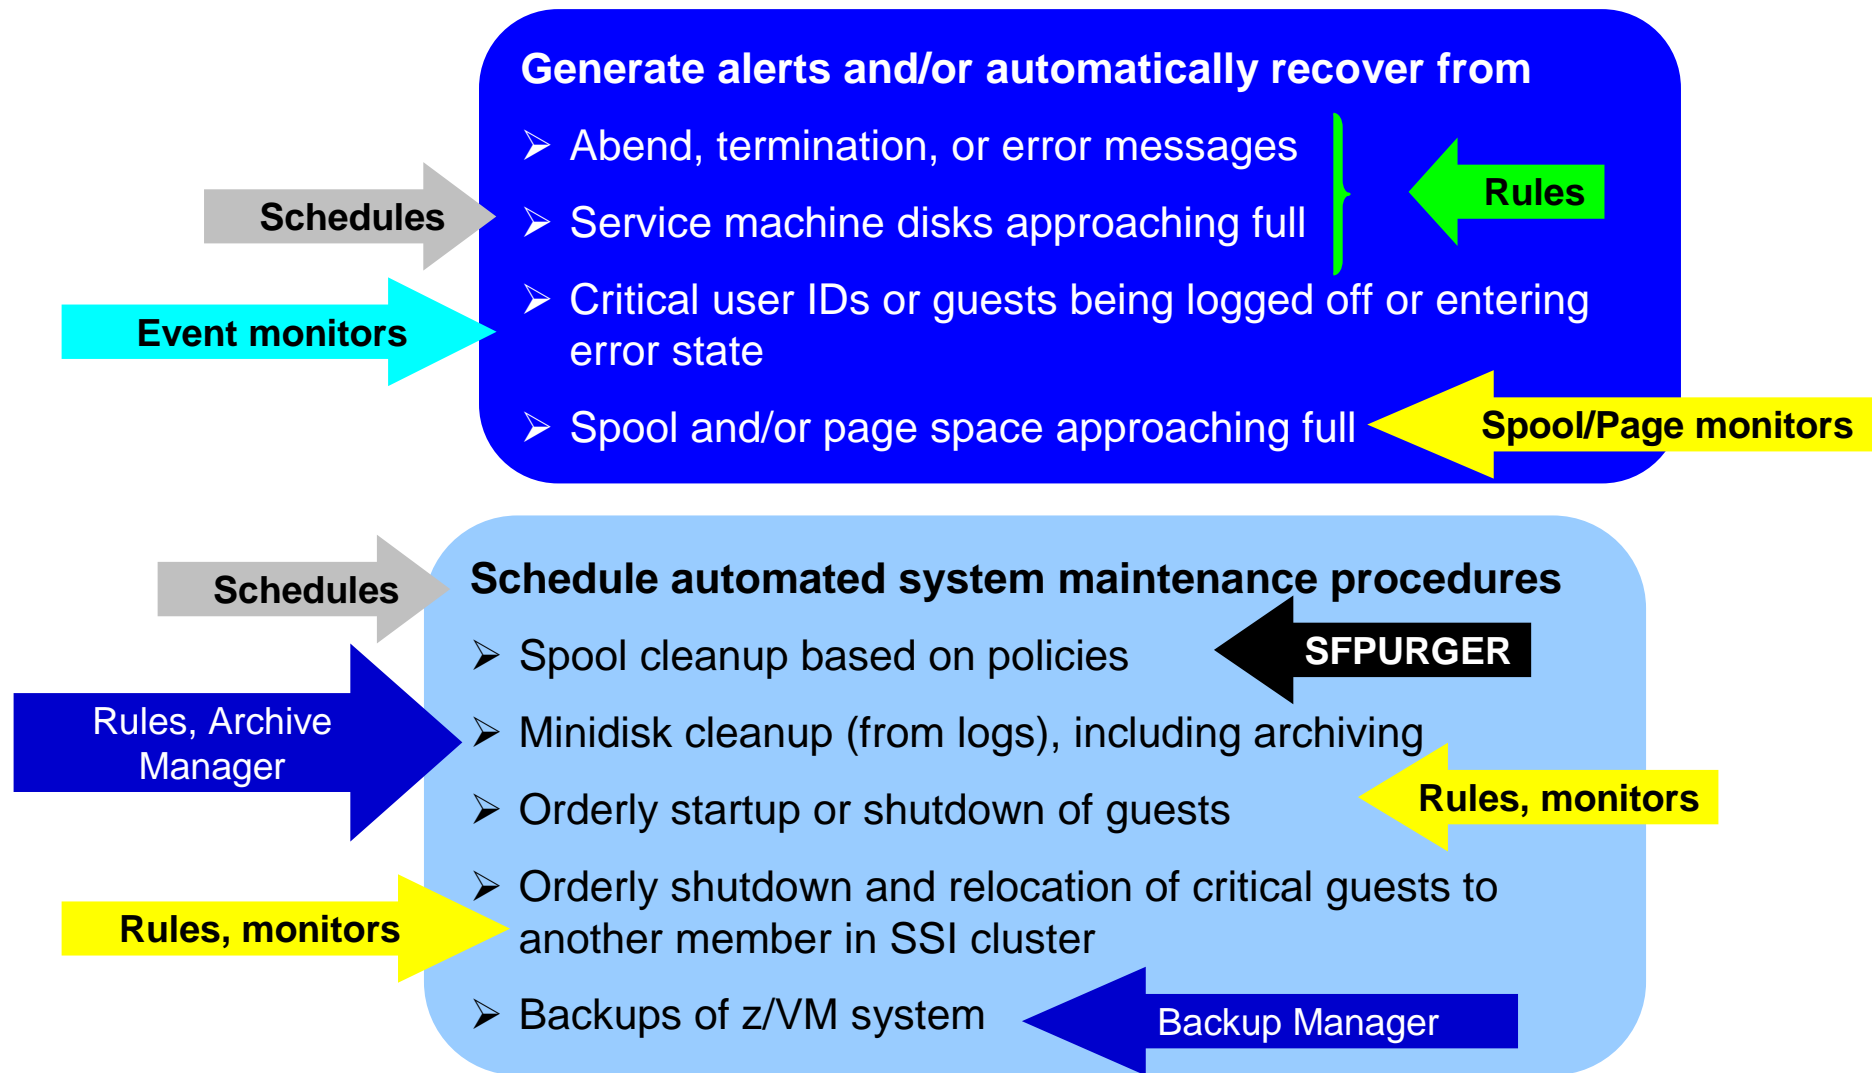 Generate alerts and/or automatically recover from
➢ Abend, termination, or error messages
Rules
Schedules
➢ Service machine disks approaching full
➢ Critical user IDs or guests being logged off or entering
error state
Event monitors
➢ Spool and/or page space approaching full
Spool/Page monitors
Schedules
Schedule automated system maintenance procedures
➢ Spool cleanup based on policies
SFPURGER
Rules, Archive
Manager
➢ Minidisk cleanup (from logs), including archiving
➢ Orderly startup or shutdown of guests
Rules, monitors
➢ Orderly shutdown and relocation of critical guests to
another member in SSI cluster
Rules, monitors
➢ Backups of z/VM system
Backup Manager